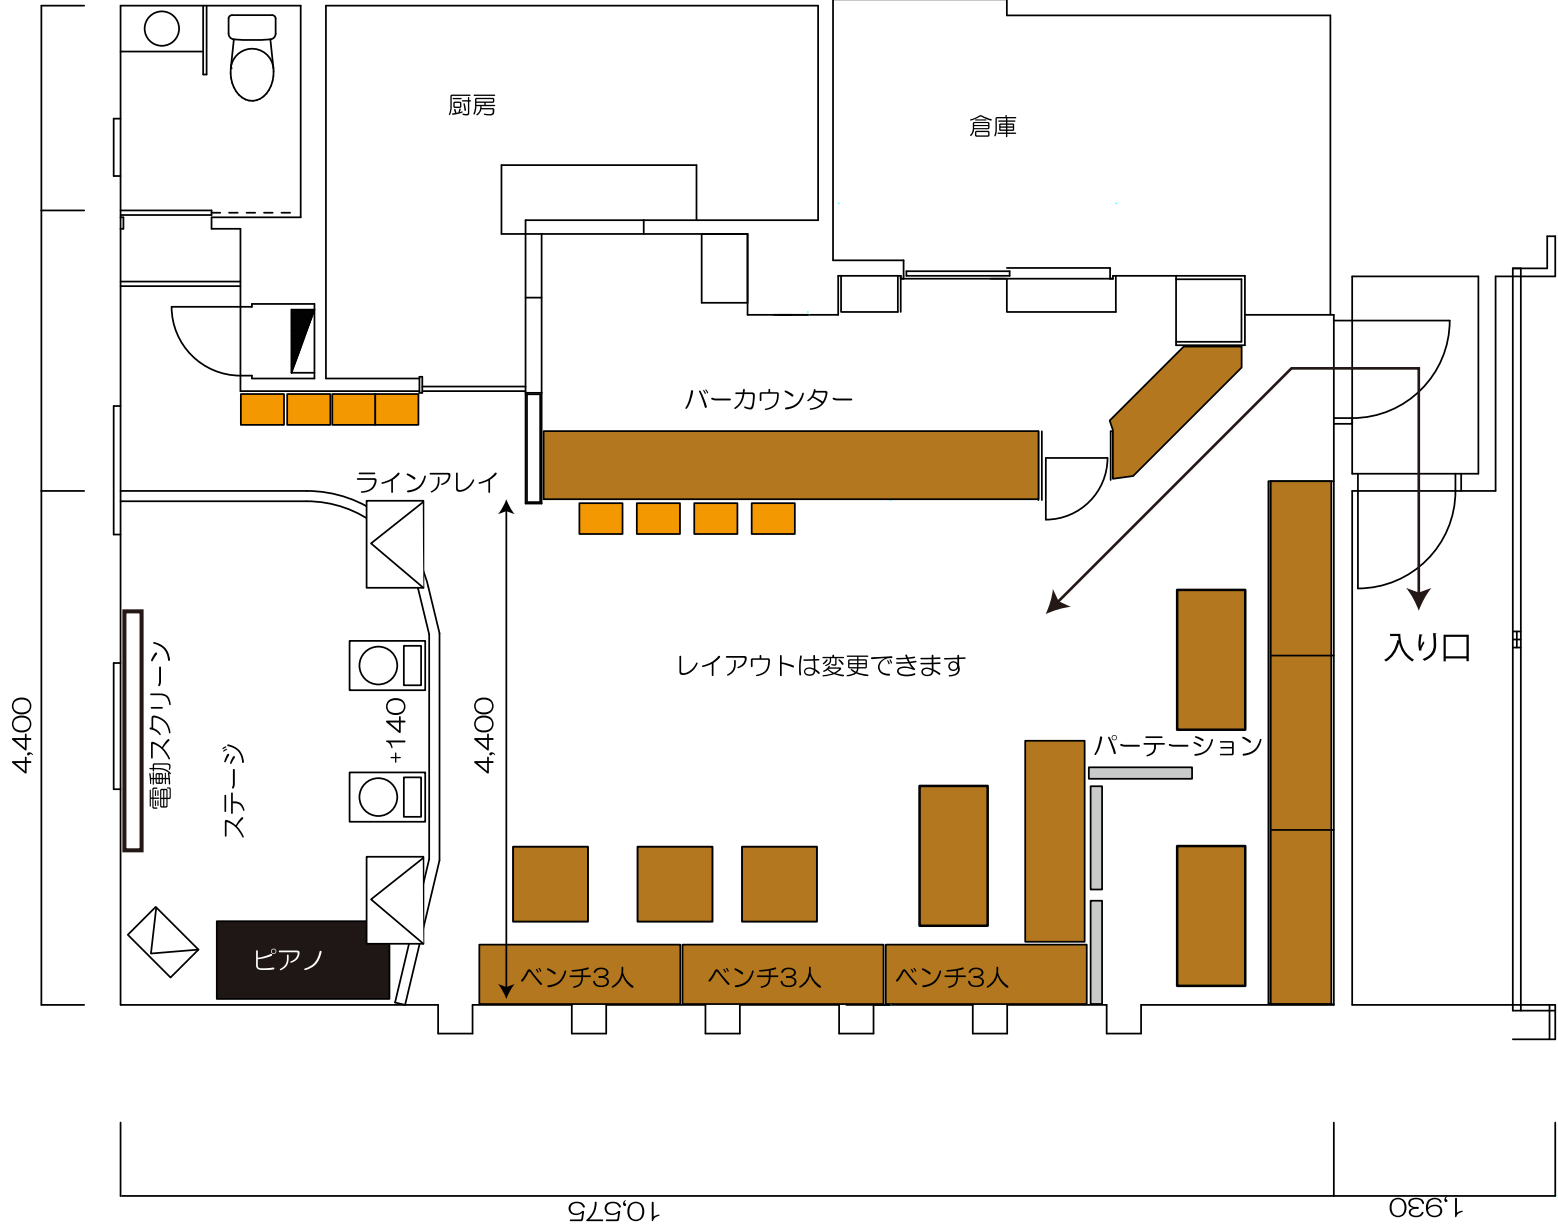 厨房
倉庫
バーカウンター
ラインアレイ
入り口
レイアウトは変更できます
4,400
電動スクリーン
ステージ
+140
4,400
パーテーション
ピアノ
ベンチ3人
ベンチ3人
ベンチ3人
10,575
1,930